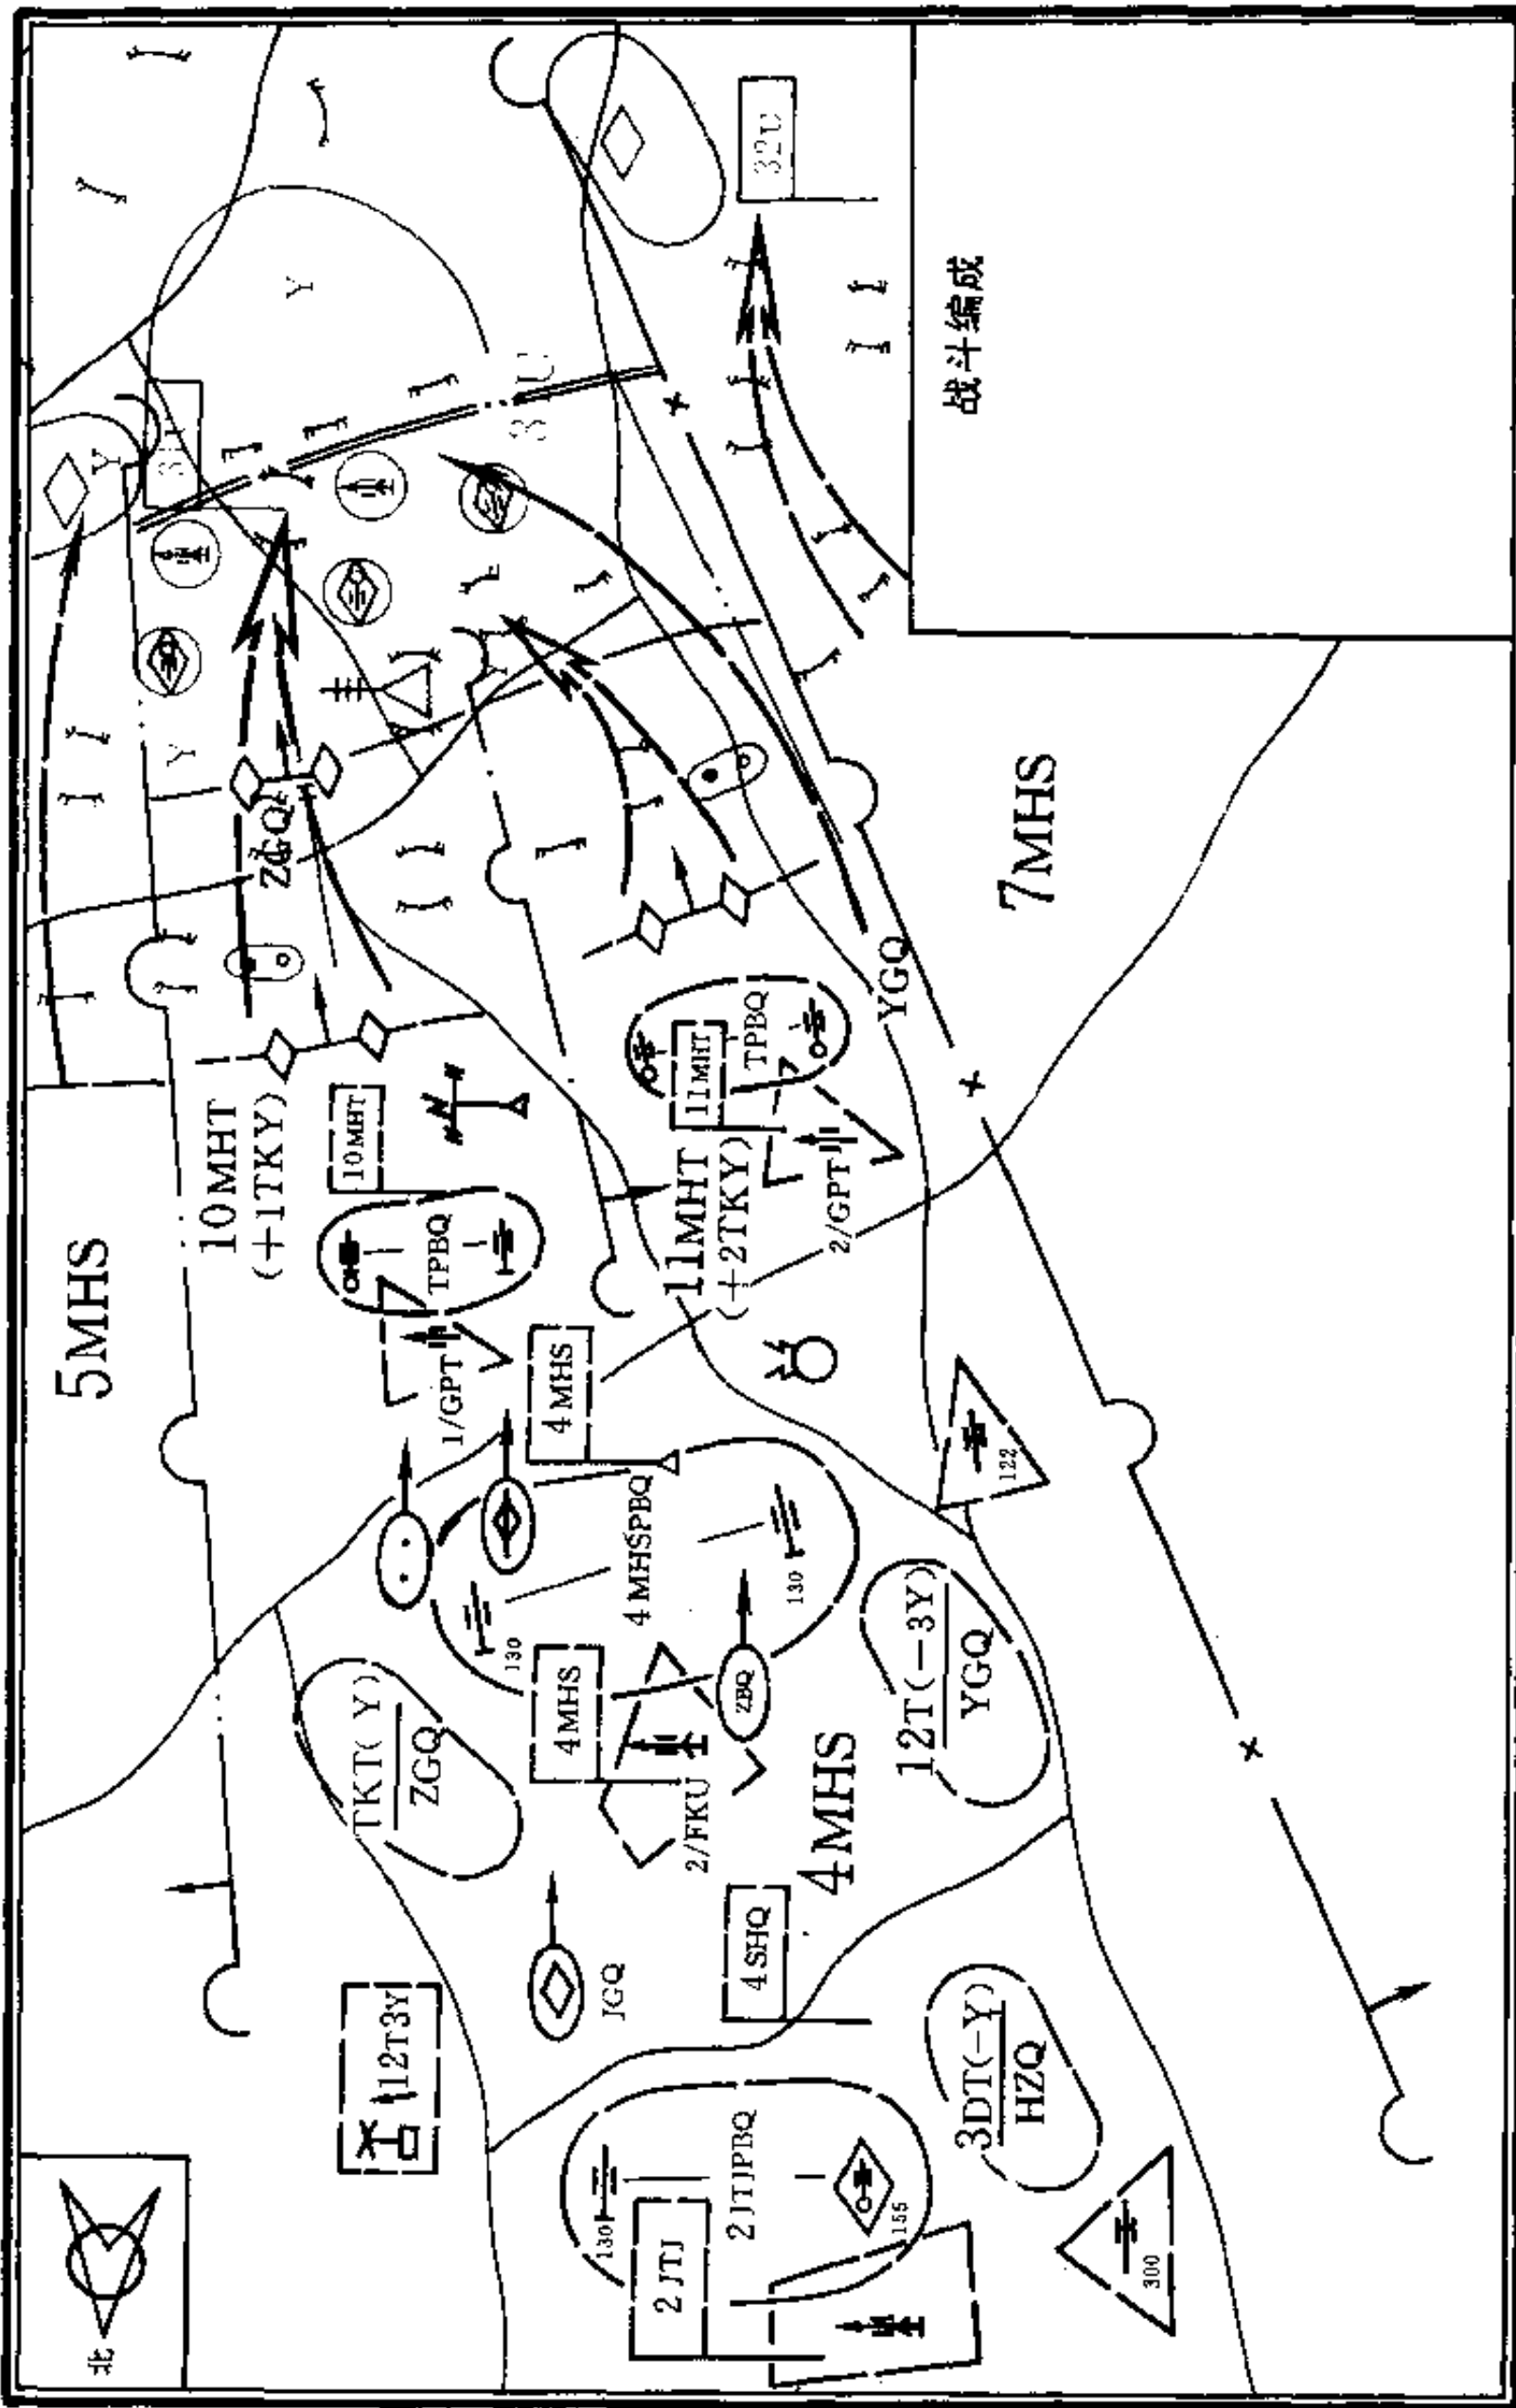 北
5MHS
10MHT
(+1TKY)
10MHT
ZGQ
TPBQ
1/GPT
TKT( Y)
ZGQ
12T3Y
4MHS
4MHSPBQ
130
130
4MHS
ZBQ
2/FKU
JGQ
4MHS
4SHQ
11MHT
(+2TKY)
11MHT
TPBQ
2/GPT
YGQ
122
12T(-3Y)
YGQ
3DT(-Y)
HZQ
2JTJ
2JTJPBQ
130
155
300
7MHS
Y
Y
Y
Y
Y
32U
战斗编成